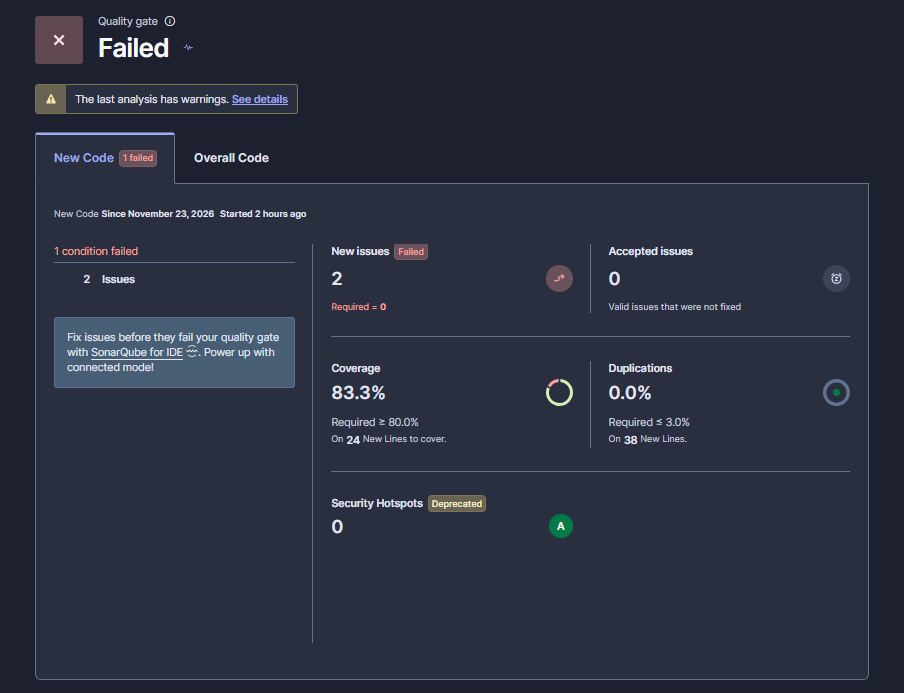 Quality gate
Failed
The last analysis has warnings. See details
New Code 1 failed
Overall Code
New Code Since November 23, 2026 Started 2 hours ago
1 condition failed
2 Issues
Fix issues before they fail your quality gate
with SonarQube for IDE. Power up with
connected mode!
New issues Failed
2
Required = 0
Accepted issues
0
Valid issues that were not fixed
Coverage
83.3%
Required ≥ 80.0%
On 24 New Lines to cover.
Duplications
0.0%
Required ≤ 3.0%
On 38 New Lines.
Security Hotspots Deprecated
0
A